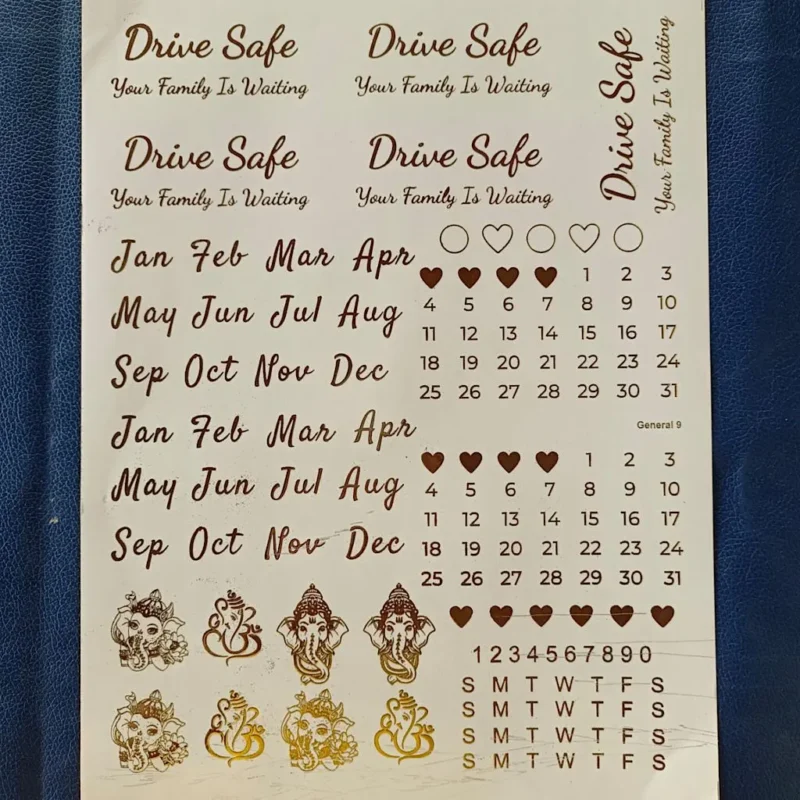 Drive Safe
Your Family Is Waiting
Drive Safe
Your Family Is Waiting
Drive Safe
Your Family Is Waiting
Drive Safe
Your Family Is Waiting
Drive Safe
Your Family Is Waiting
Jan Feb Mar Apr
May Jun Jul Aug
Sep Oct Nov Dec
1 2 3
4 5 6 7 8 9 10
11 12 13 14 15 16 17
18 19 20 21 22 23 24
25 26 27 28 29 30 31
General 9
Jan Feb Mar Apr
May Jun Jul Aug
Sep Oct Nov Dec
1 2 3
4 5 6 7 8 9 10
11 12 13 14 15 16 17
18 19 20 21 22 23 24
25 26 27 28 29 30 31
1234567890
S M T W T F S
S M T W T F S
S M T W T F S
S M T W T F S